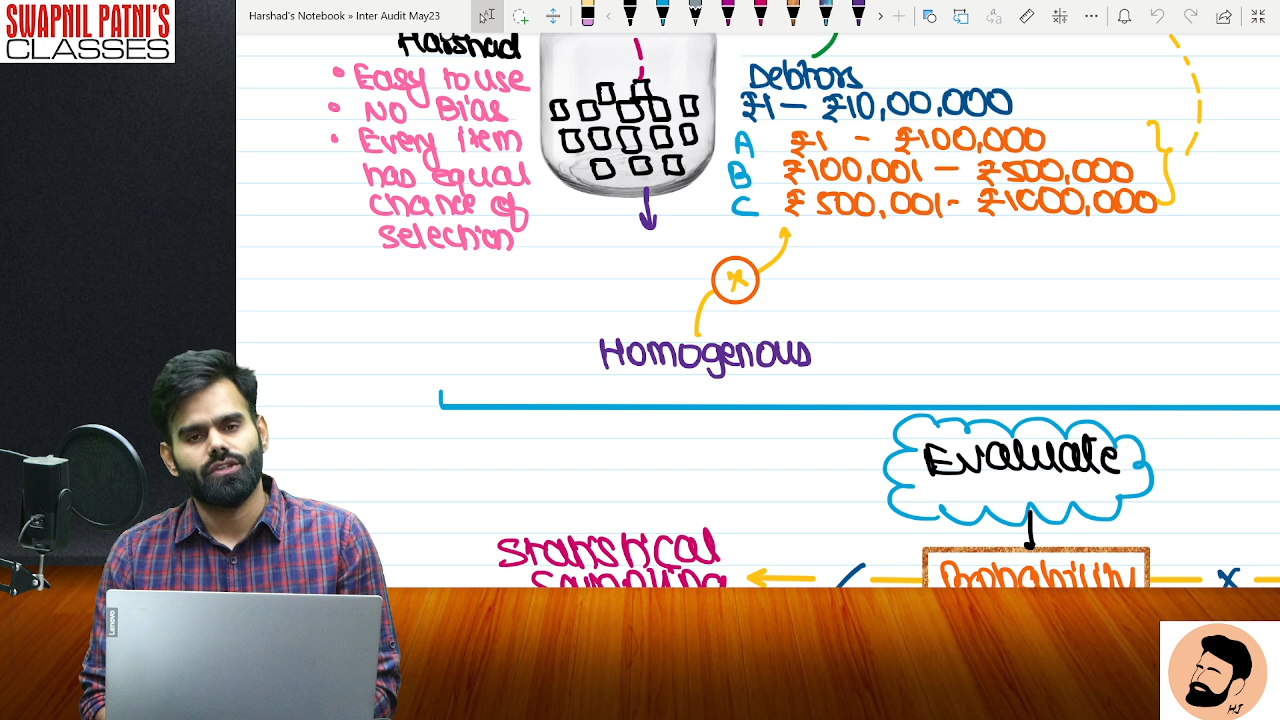 SWAPNIL PATNI'S
CLASSES
Harshad's Notebook » Inter Audit May23
Harshad
• Easy to use
• No Bias
• Every item
has equal
chance of
selection
Debtors
₹1 – ₹10,00,000
A ₹1 - ₹100,000
B ₹100,001 – ₹500,000
C ₹500,001 - ₹1000,000
Homogenous
Evaluate
Statistical
Sampling
Probability
Lenovo
HJ